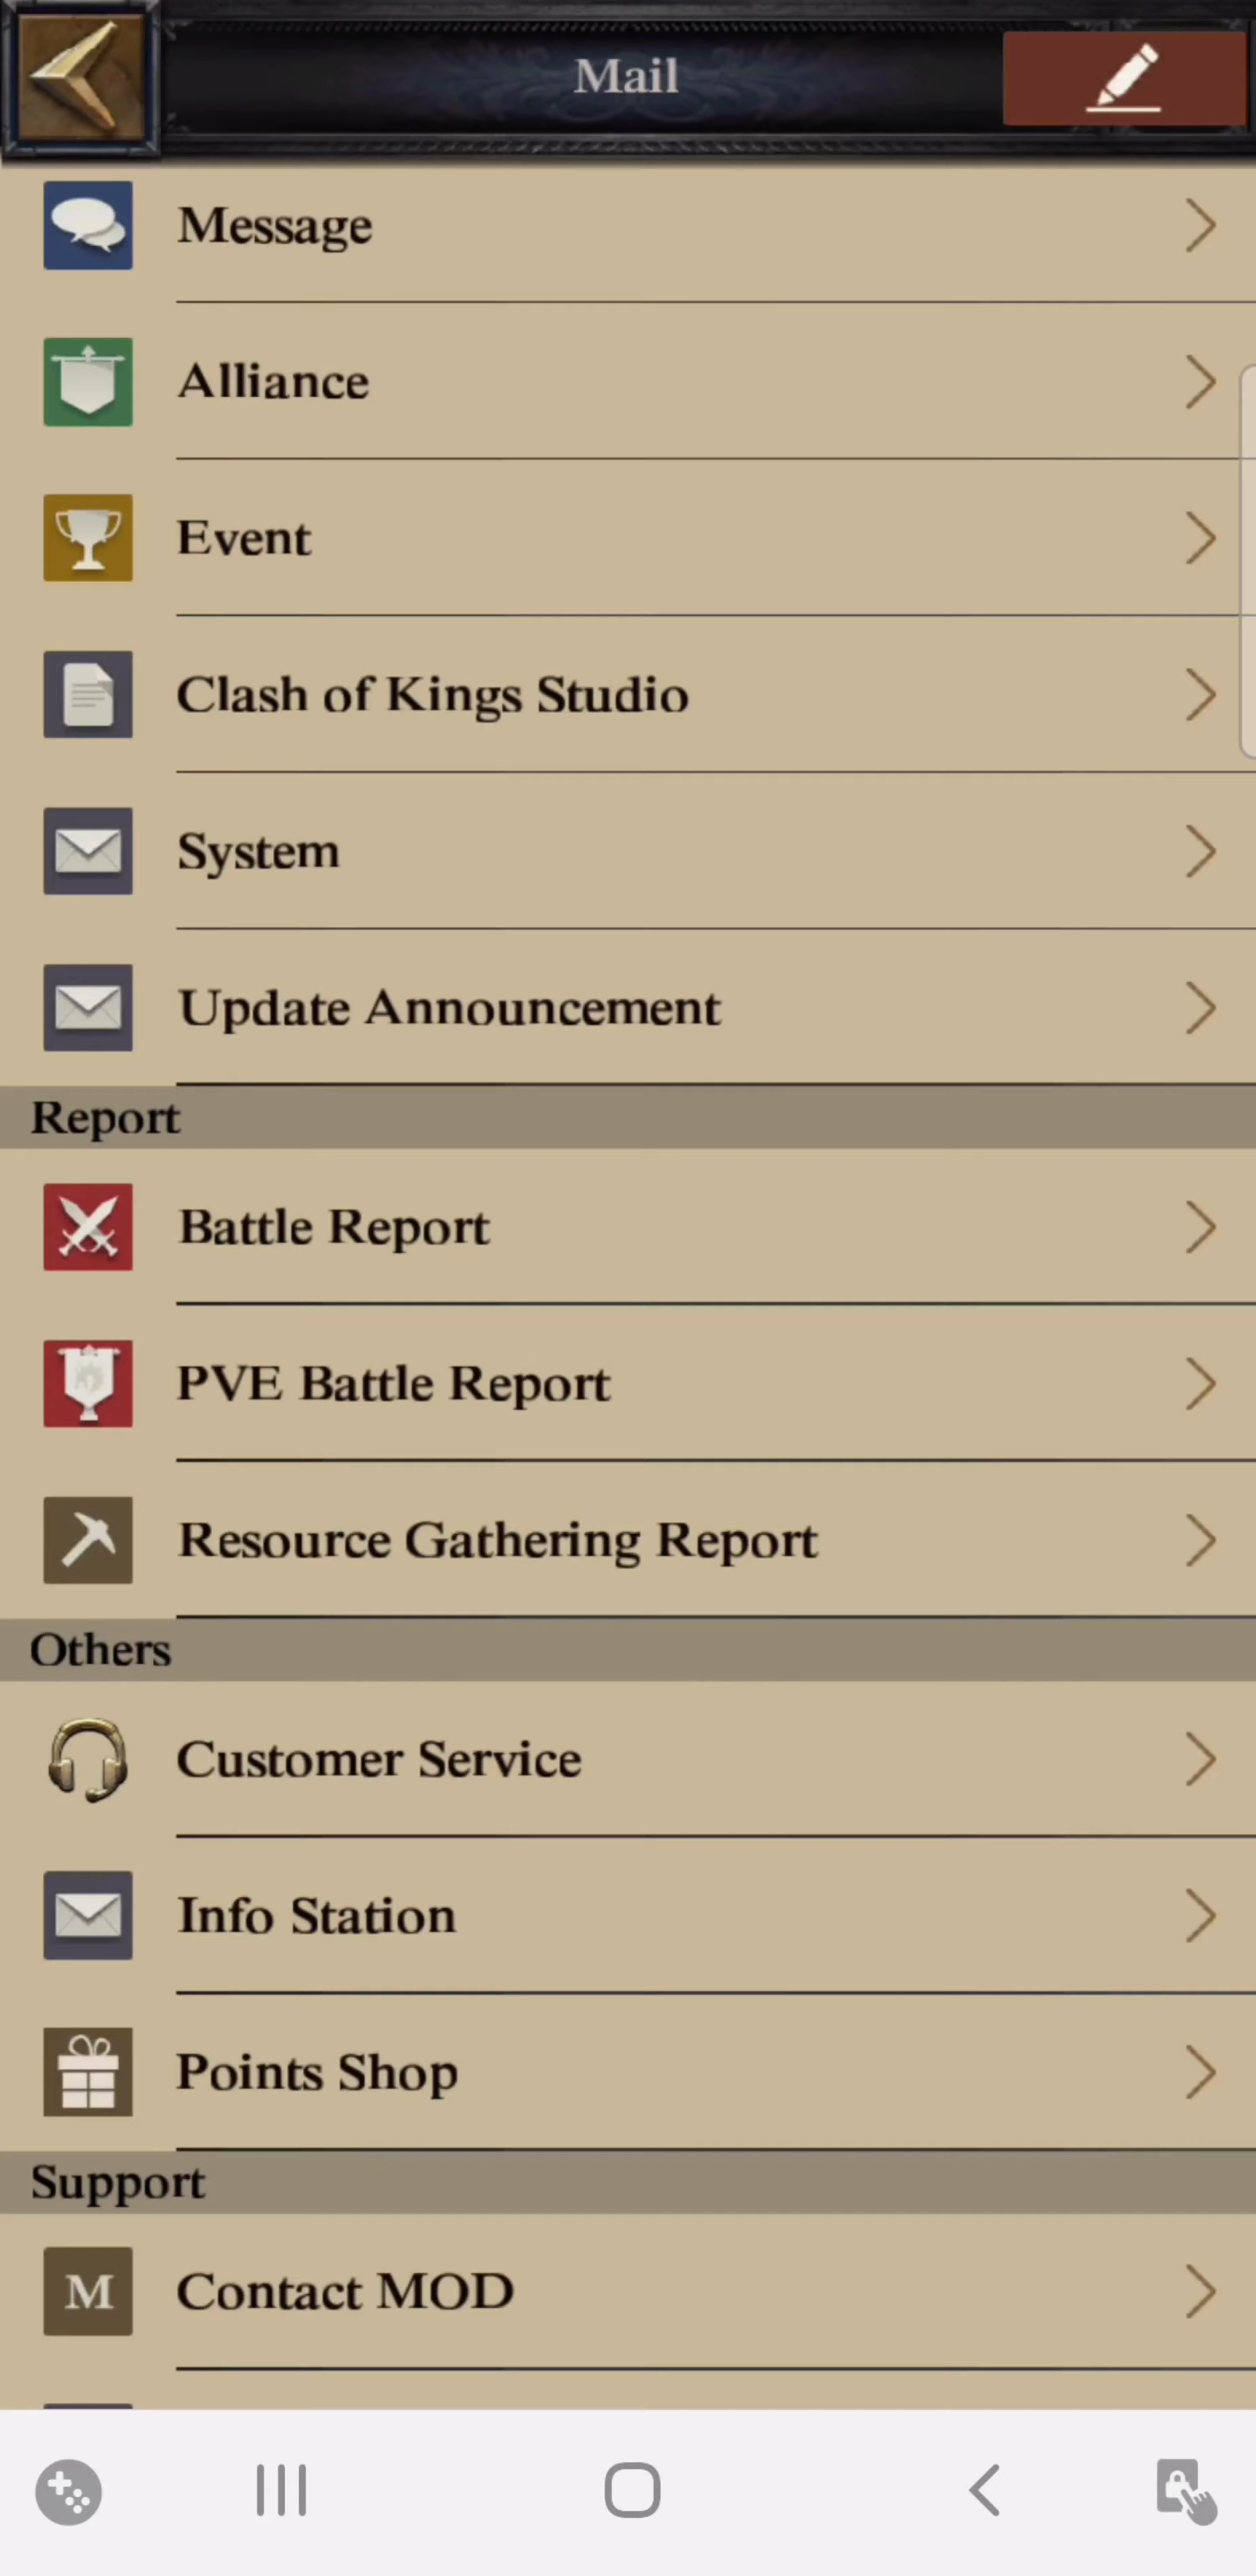 Mail
Message
Alliance
Event
Clash of Kings Studio
System
Update Announcement
Report
Battle Report
PVE Battle Report
Resource Gathering Report
Others
Customer Service
Info Station
Points Shop
Support
M
Contact MOD